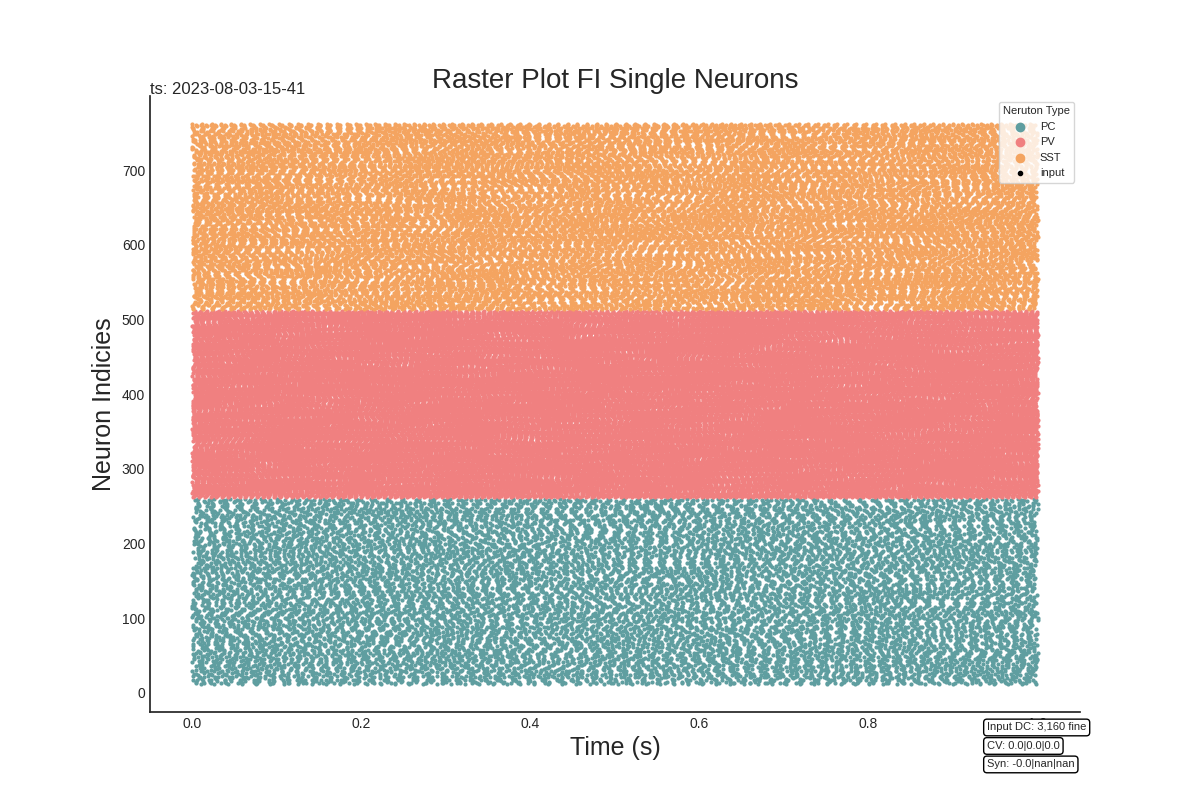 Raster Plot FI Single Neurons
ts: 2023-08-03-15-41
Neruton Type
PC
PV
SST
input
Neuron Indicies
700
600
500
400
300
200
100
0
0.0 0.2 0.4 0.6 0.8
Time (s)
Input DC: 3,160 fine
CV: 0.0|0.0|0.0
Syn: -0.0|nan|nan